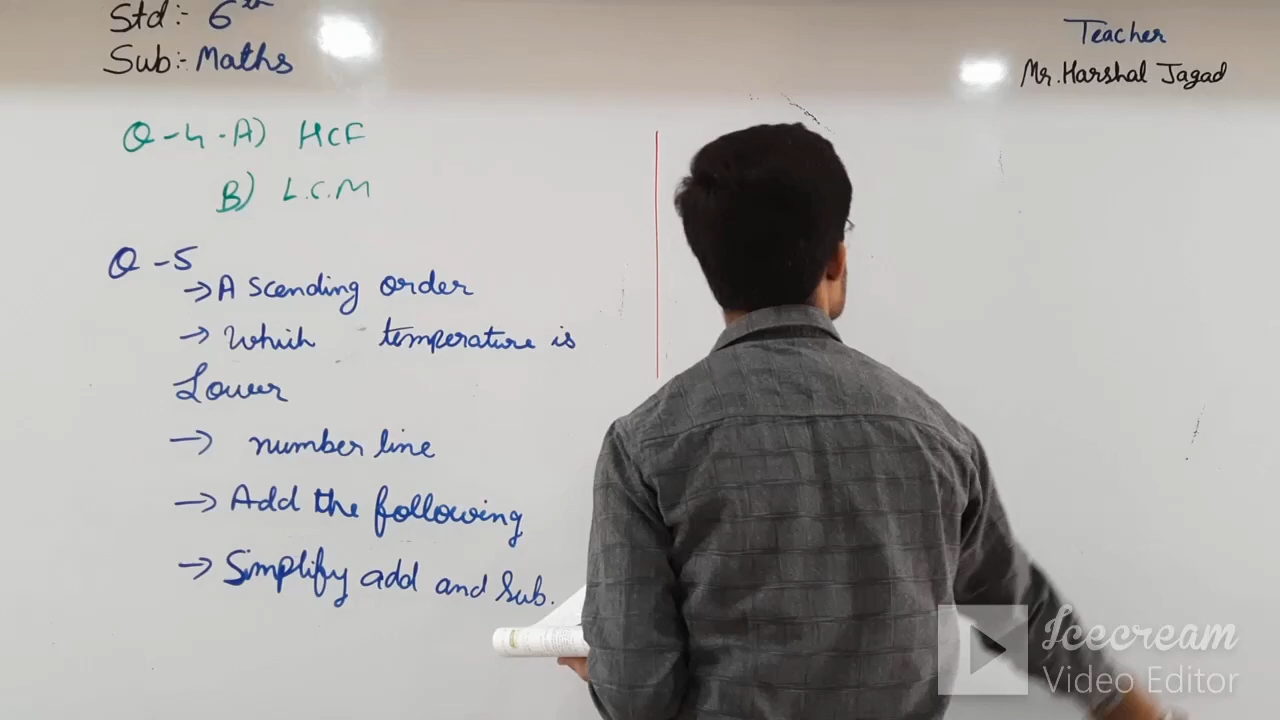 Std:- 6th
Sub:- Maths
Teacher
Mr. Harshal Jagad
Q-4-A) HCF
B) L.C.M
Q-5
→ Ascending order
→ Which temperature is
Lower
→ number line
→ Add the following
→ Simplify add and Sub.
Icecream
Video Editor